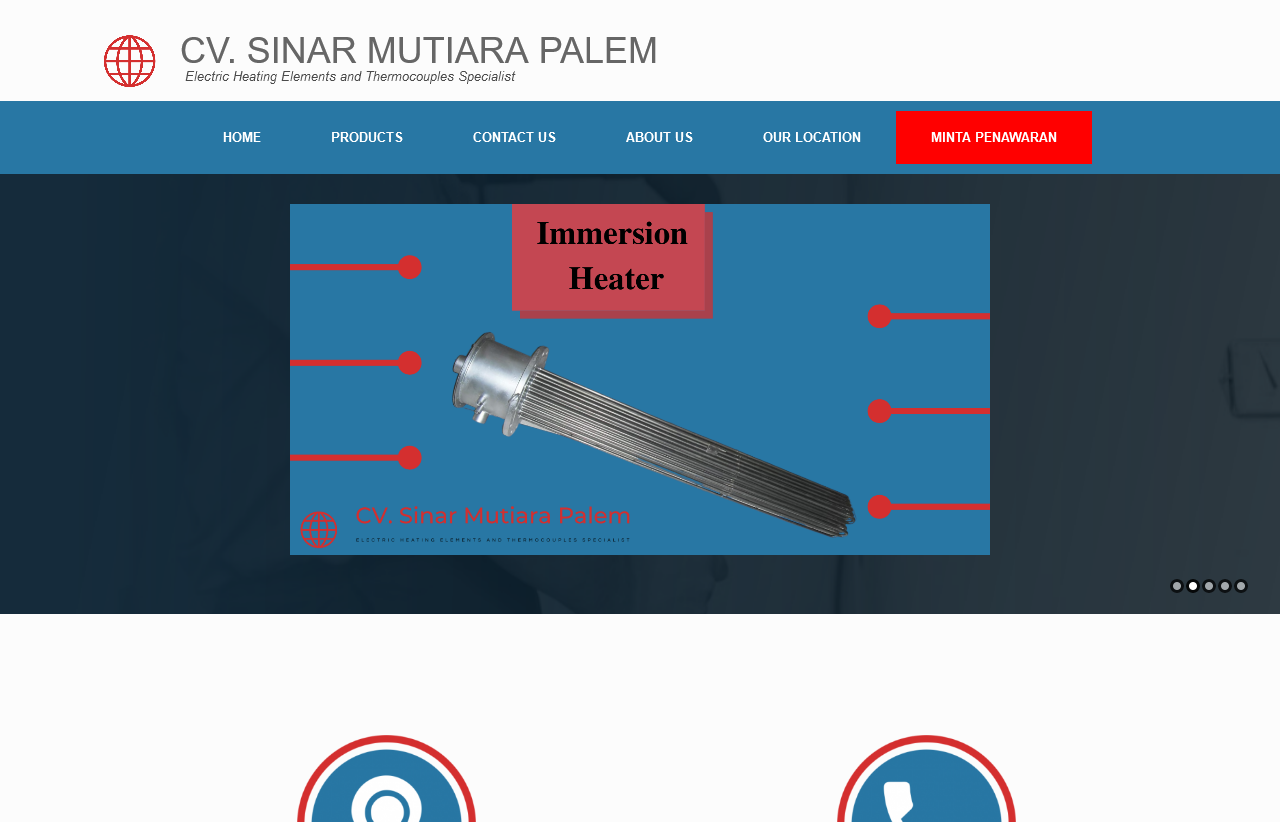 CV. SINAR MUTIARA PALEM
Electric Heating Elements and Thermocouples Specialist
HOME PRODUCTS CONTACT US ABOUT US OUR LOCATION MINTA PENAWARAN
Immersion
Heater
CV. Sinar Mutiara Palem
ELECTRIC HEATING ELEMENTS AND THERMOCOUPLES SPECIALIST